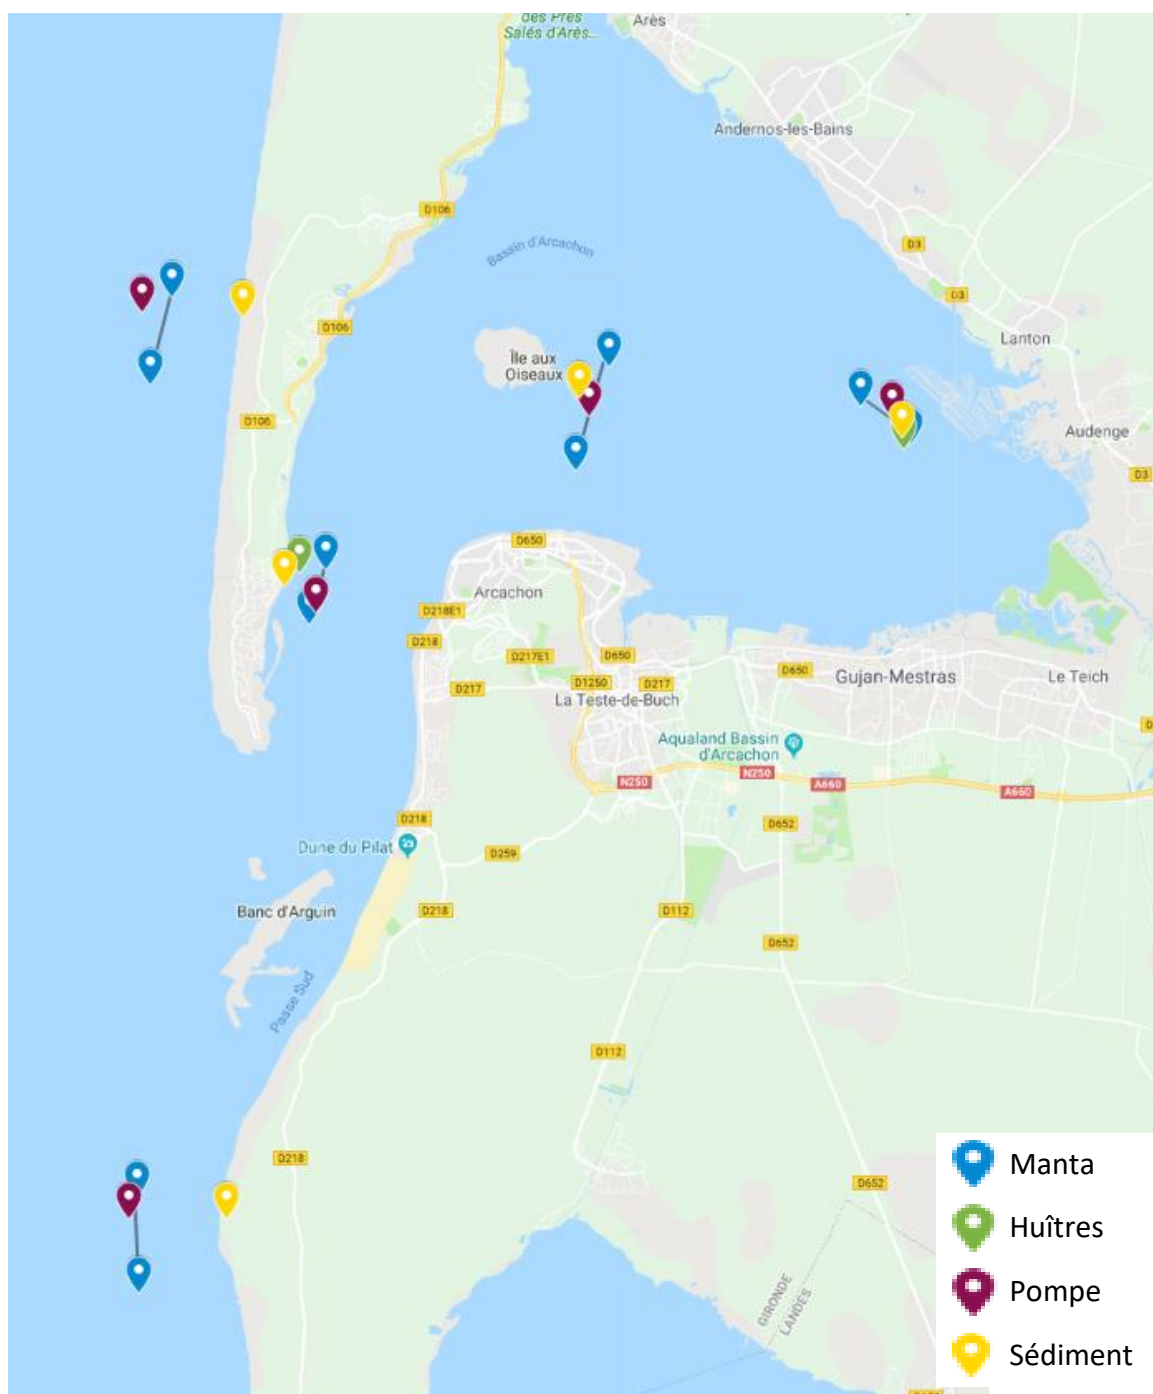 des Prés
Salés d'Arès...
Arès
Andernos-les-Bains
D106
Bassin d'Arcachon
D3
D3
D106
Lanton
Île aux
Oiseaux
D106
Audenge
D3
D650
Arcachon
D218E1
D218
D217E1
D650
D650
D217
D1250
D217
Gujan-Mestras
Le Teich
La Teste-de-Buch
Aqualand Bassin
d'Arcachon
N250
N250
A660
A660
D218
D652
Dune du Pilat
D259
Banc d'Arguin
D218
D112
D652
Passe Sud
D112
D218
D652
GIRONDE
LANDES
Manta
Huîtres
Pompe
Sédiment